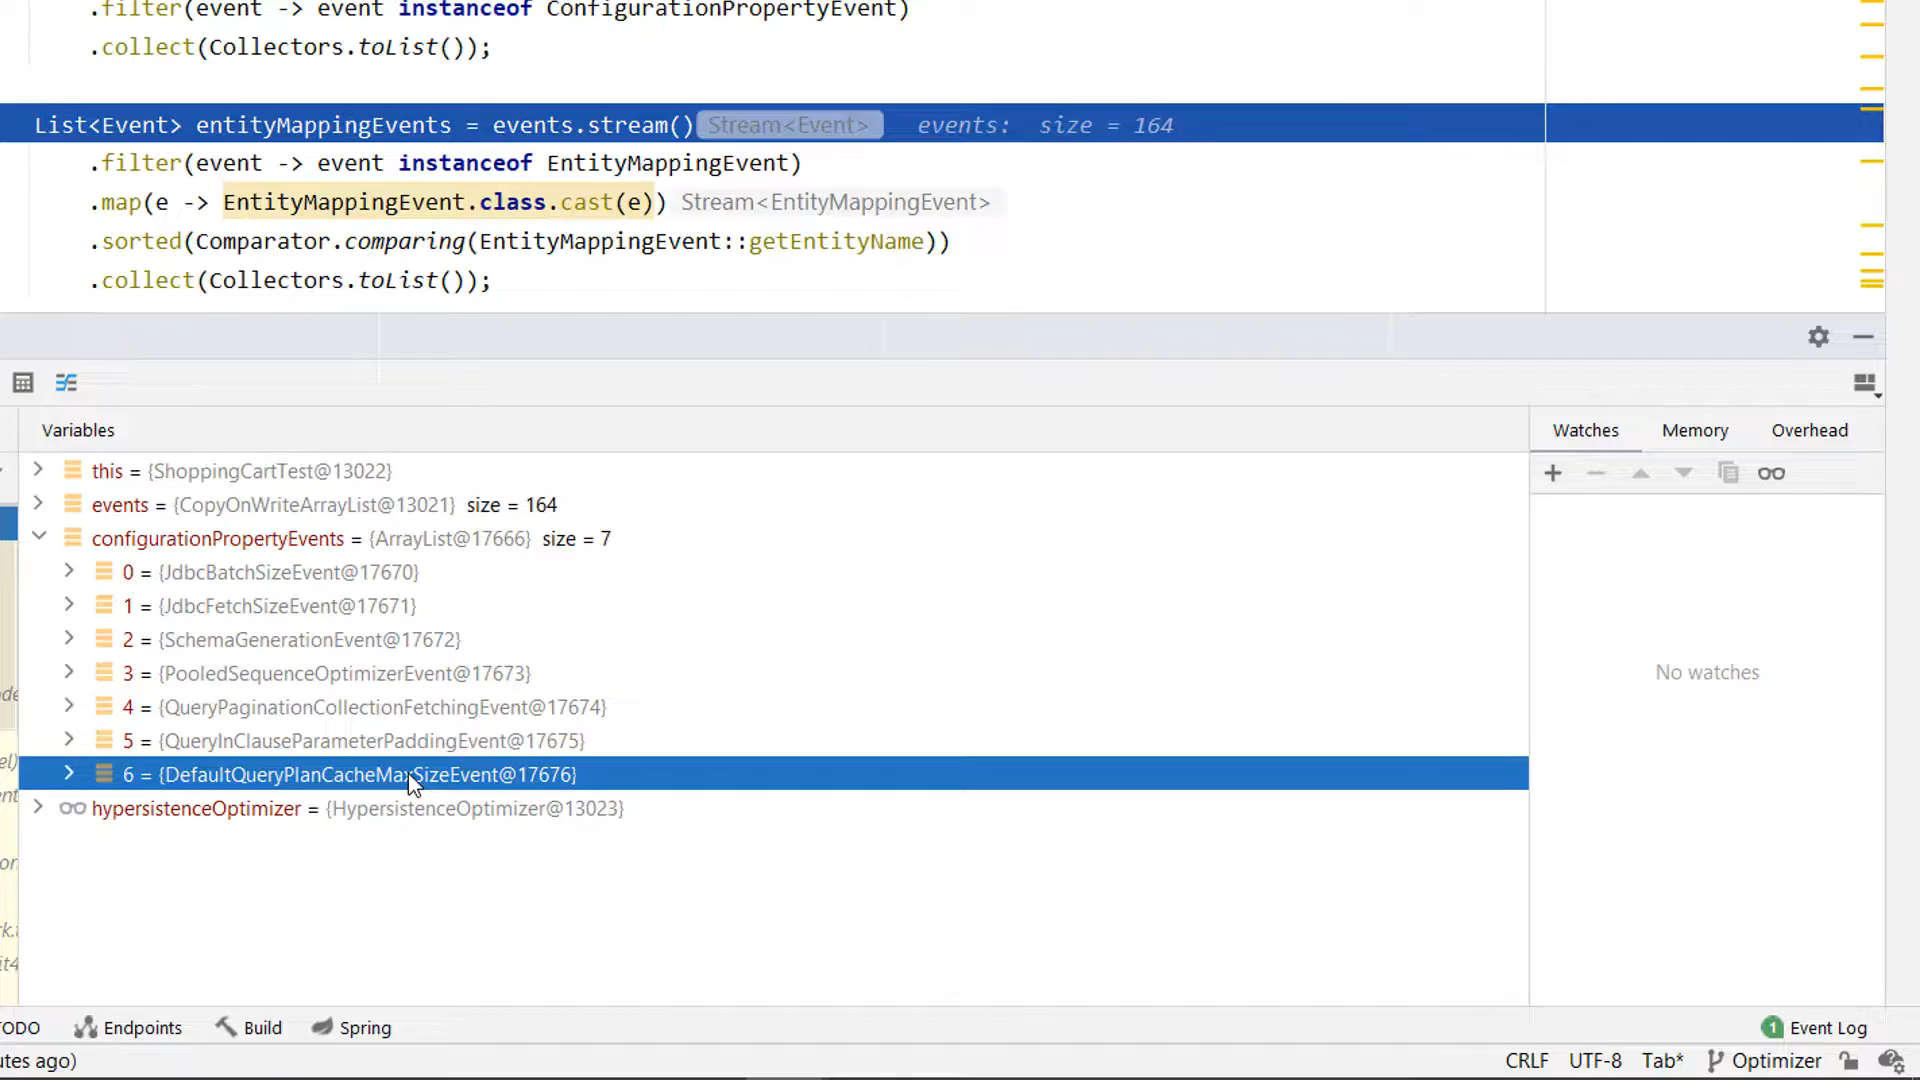 .filter(event -> event instanceof ConfigurationPropertyEvent)
.collect(Collectors.toList());
List<Event> entityMappingEvents = events.stream() Stream<Event> events: size = 164
.filter(event -> event instanceof EntityMappingEvent)
.map(e -> EntityMappingEvent.class.cast(e)) Stream<EntityMappingEvent>
.sorted(Comparator.comparing(EntityMappingEvent::getEntityName))
.collect(Collectors.toList());
Variables
Watches Memory Overhead
this = {ShoppingCartTest@13022}
events = {CopyOnWriteArrayList@13021} size = 164
configurationPropertyEvents = {ArrayList@17666} size = 7
0 = {JdbcBatchSizeEvent@17670}
1 = {JdbcFetchSizeEvent@17671}
2 = {SchemaGenerationEvent@17672}
3 = {PooledSequenceOptimizerEvent@17673}
4 = {QueryPaginationCollectionFetchingEvent@17674}
5 = {QueryInClauseParameterPaddingEvent@17675}
6 = {DefaultQueryPlanCacheMaxSizeEvent@17676}
hypersistenceOptimizer = {HypersistenceOptimizer@13023}
No watches
ODO Endpoints Build Spring
1 Event Log
utes ago)
CRLF UTF-8 Tab* Optimizer